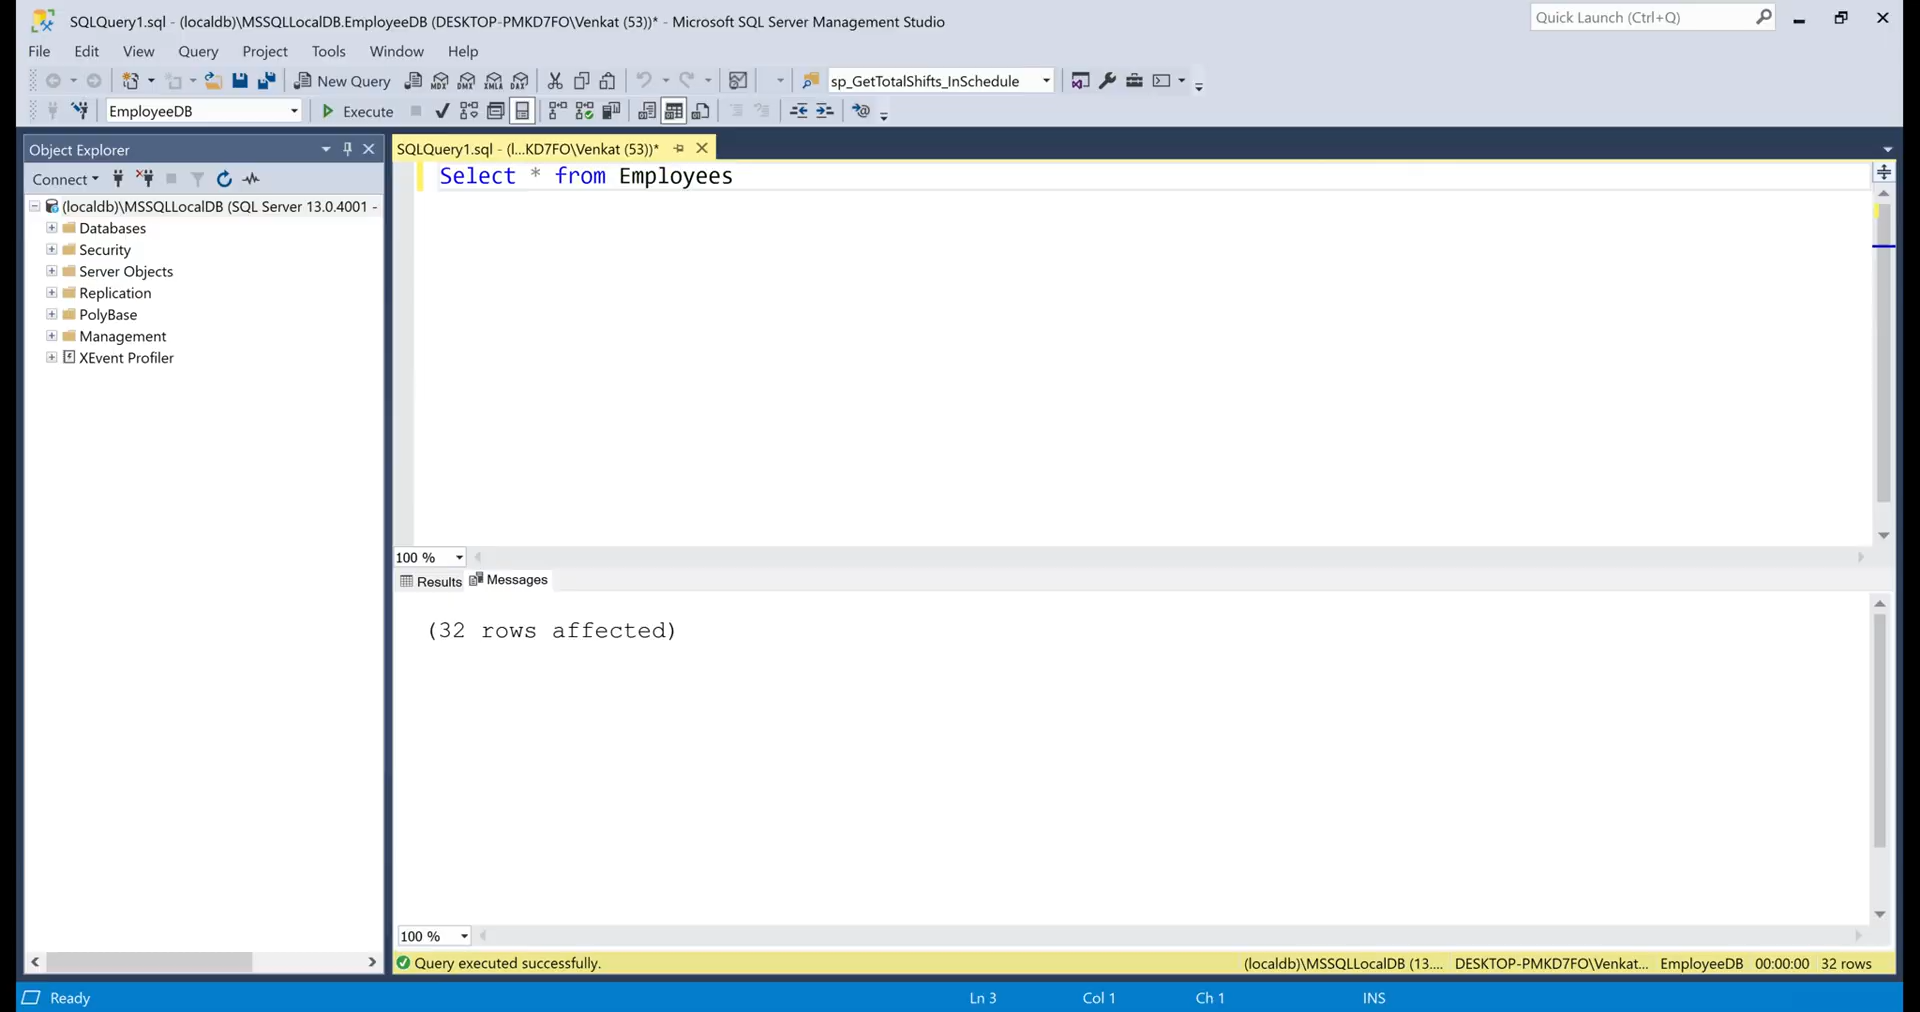 SQLQuery1.sql - (localdb)\MSSQLLocalDB.EmployeeDB (DESKTOP-PMKD7FO\Venkat (53))* - Microsoft SQL Server Management Studio
Quick Launch (Ctrl+Q)
File Edit View Query Project Tools Window Help
New Query MDX DMX XMLA DAX sp_GetTotalShifts_InSchedule
EmployeeDB Execute
Object Explorer
SQLQuery1.sql - (l...KD7FO\Venkat (53))*
Connect
Select * from Employees
(localdb)\MSSQLLocalDB (SQL Server 13.0.4001 -
Databases
Security
Server Objects
Replication
PolyBase
Management
XEvent Profiler
100 %
Results Messages
(32 rows affected)
100 %
Query executed successfully.
(localdb)\MSSQLLocalDB (13.... DESKTOP-PMKD7FO\Venkat... EmployeeDB 00:00:00 32 rows
Ready Ln 3 Col 1 Ch 1 INS